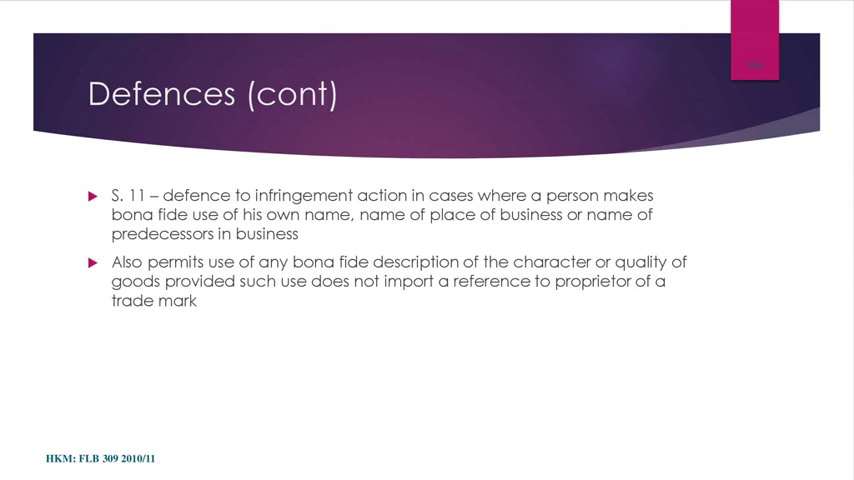 Defences (cont)
S. 11 – defence to infringement action in cases where a person makes
bona fide use of his own name, name of place of business or name of
predecessors in business
Also permits use of any bona fide description of the character or quality of
goods provided such use does not import a reference to proprietor of a
trade mark
HKM: FLB 309 2010/11